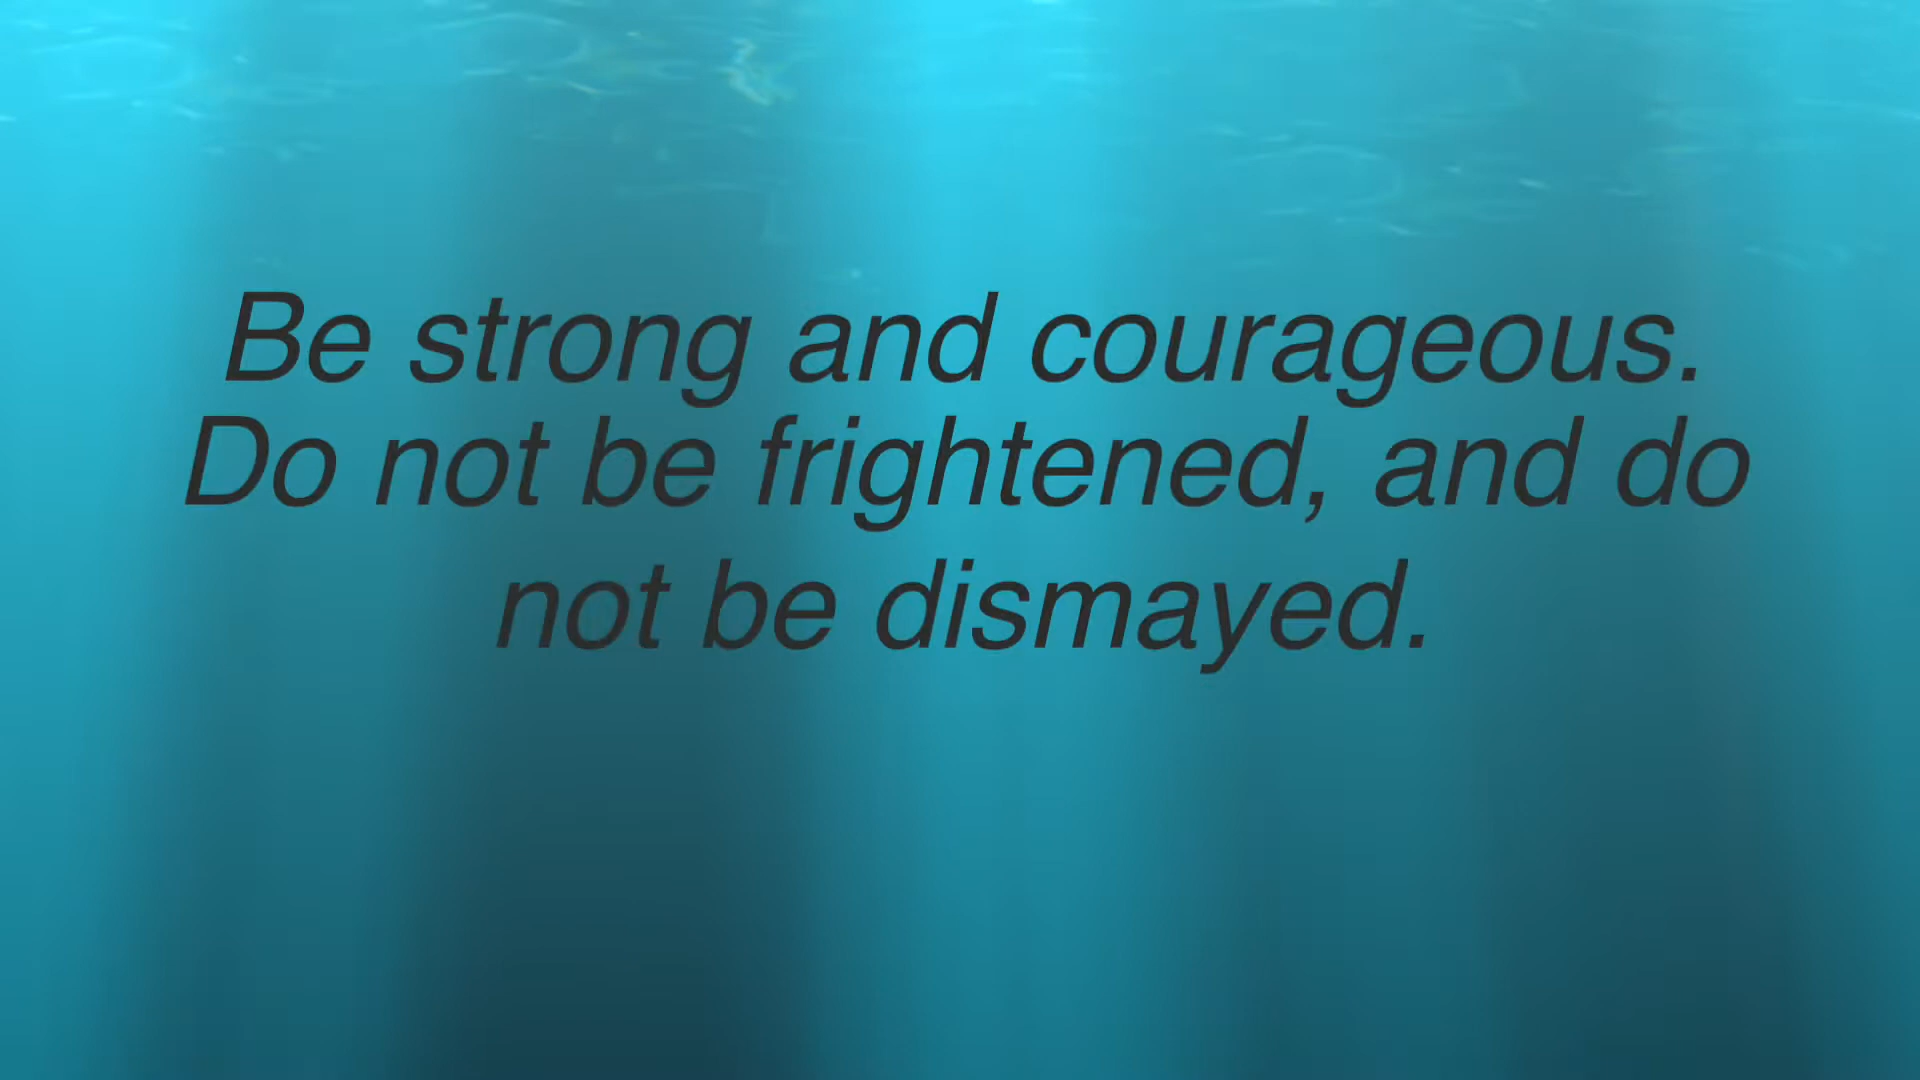 Be strong and courageous.
Do not be frightened, and do
not be dismayed.